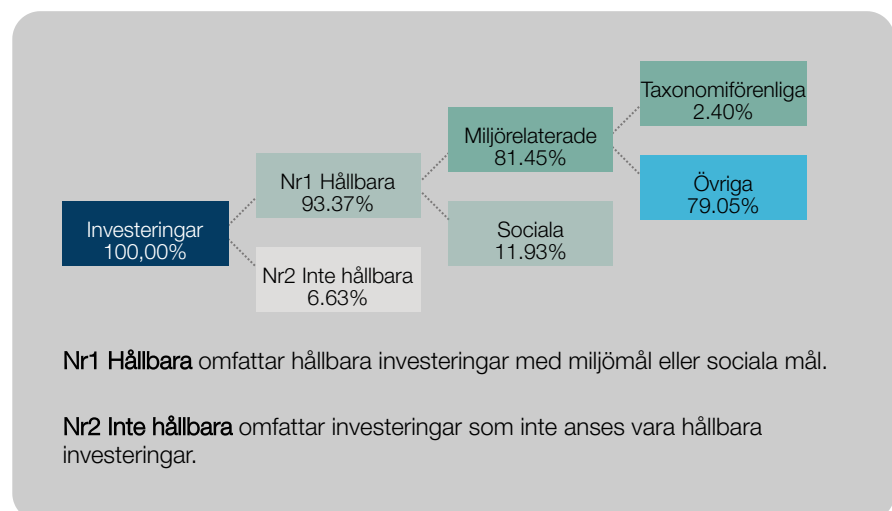 Investeringar
100,00%
Nr1 Hållbara
93.37%
Nr2 Inte hållbara
6.63%
Miljörelaterade
81.45%
Sociala
11.93%
Taxonomiförenliga
2.40%
Övriga
79.05%
Nr1 Hållbara omfattar hållbara investeringar med miljömål eller sociala mål.
Nr2 Inte hållbara omfattar investeringar som inte anses vara hållbara
investeringar.